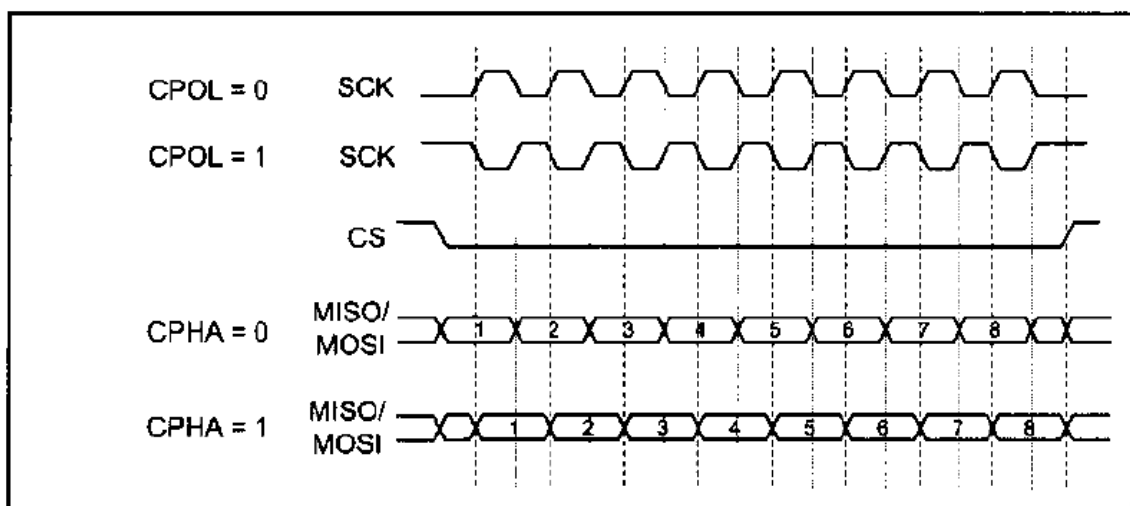 CPOL = 0 SCK
CPOL = 1 SCK
CS
CPHA = 0 MISO/
MOSI 1 2 3 4 5 6 7 8
CPHA = 1 MISO/
MOSI 1 2 3 4 5 6 7 8